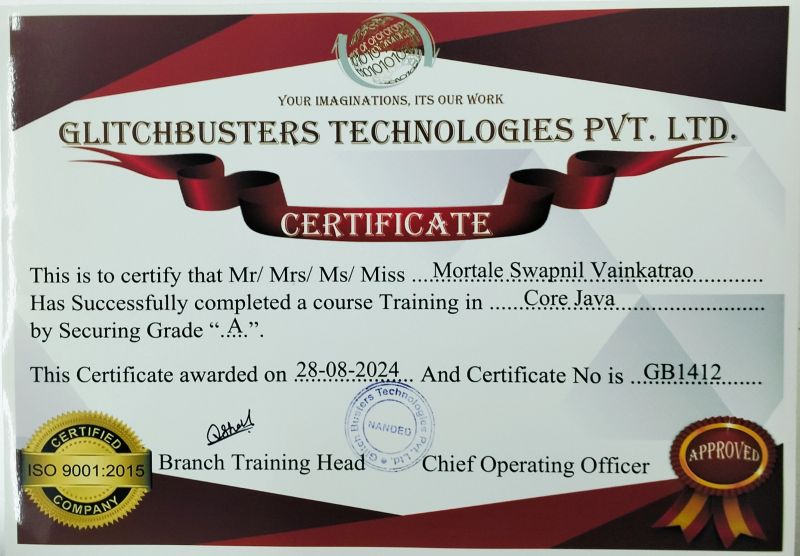 YOUR IMAGINATIONS, ITS OUR WORK
GLITCHBUSTERS TECHNOLOGIES PVT. LTD.
CERTIFICATE
This is to certify that Mr/ Mrs/ Ms/ Miss ....Mortale Swapnil Vainkatrao............
Has Successfully completed a course Training in ......Core Java..........................
by Securing Grade “..A...”.
This Certificate awarded on 28-08-2024... And Certificate No is ..GB1412.......
Glitch Busters Technologies Pvt. Ltd.
NANDED
CERTIFIED
ISO 9001:2015
COMPANY
Branch Training Head
Chief Operating Officer
APPROVED